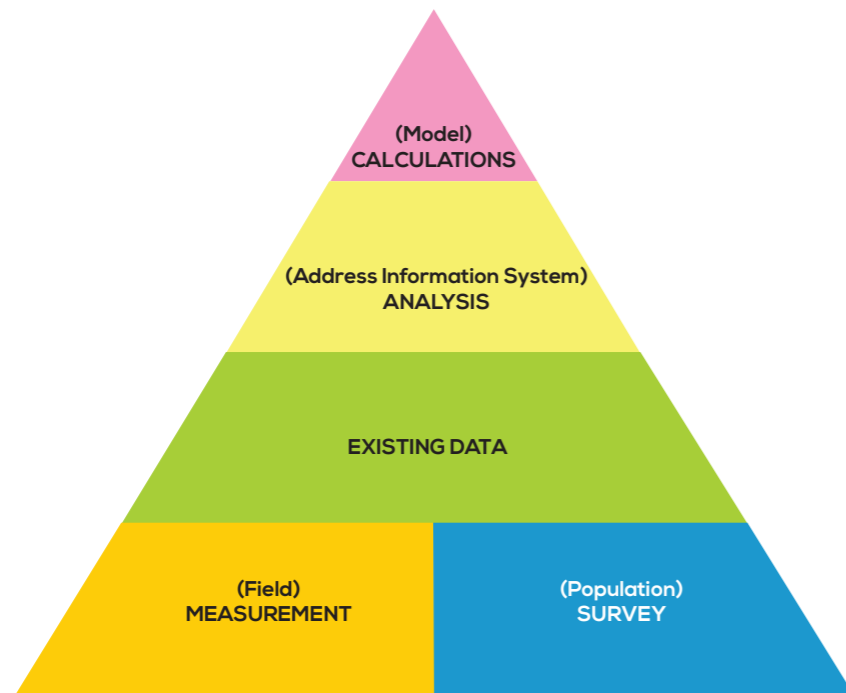 (Model)
CALCULATIONS
(Address Information System)
ANALYSIS
EXISTING DATA
(Field)
MEASUREMENT
(Population)
SURVEY